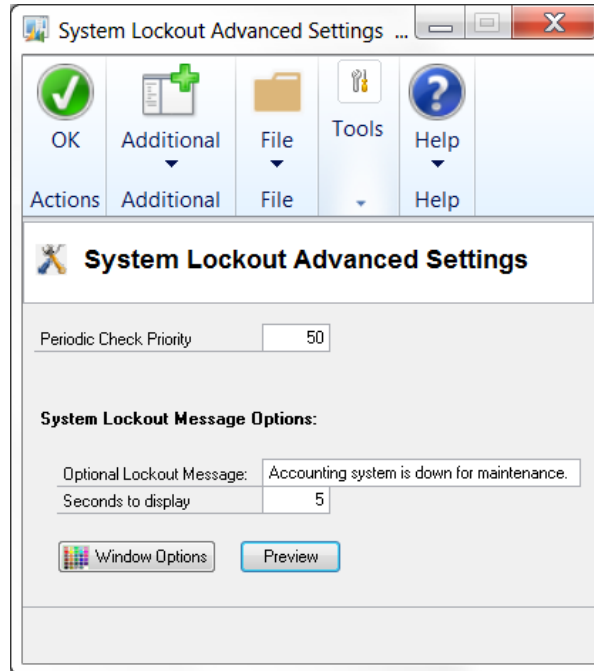 System Lockout Advanced Settings ...
OK Additional File Tools Help
Actions Additional File Help
System Lockout Advanced Settings
Periodic Check Priority 50
System Lockout Message Options:
Optional Lockout Message: Accounting system is down for maintenance.
Seconds to display 5
Window Options Preview